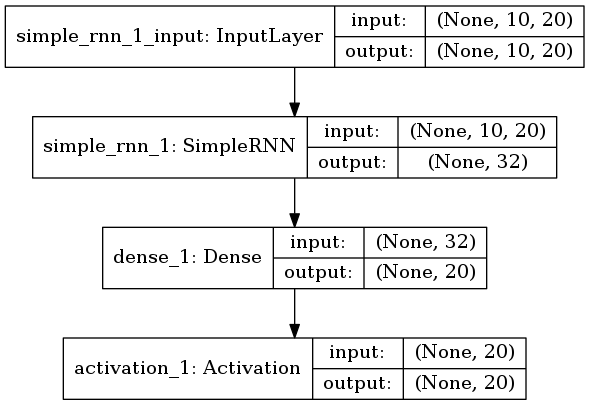 simple_rnn_1_input: InputLayer
input: (None, 10, 20)
output: (None, 10, 20)
simple_rnn_1: SimpleRNN
input: (None, 10, 20)
output: (None, 32)
dense_1: Dense
input: (None, 32)
output: (None, 20)
activation_1: Activation
input: (None, 20)
output: (None, 20)